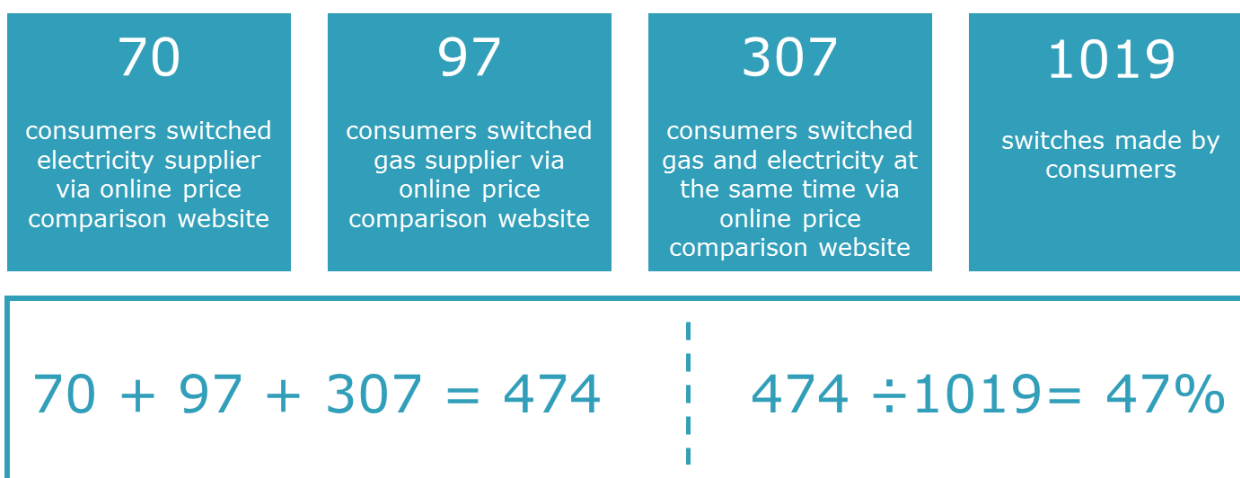 70
consumers switched
electricity supplier
via online price
comparison website
97
consumers switched
gas supplier via
online price
comparison website
307
consumers switched
gas and electricity at
the same time via
online price
comparison website
1019
switches made by
consumers
70 + 97 + 307 = 474
474 ÷1019= 47%